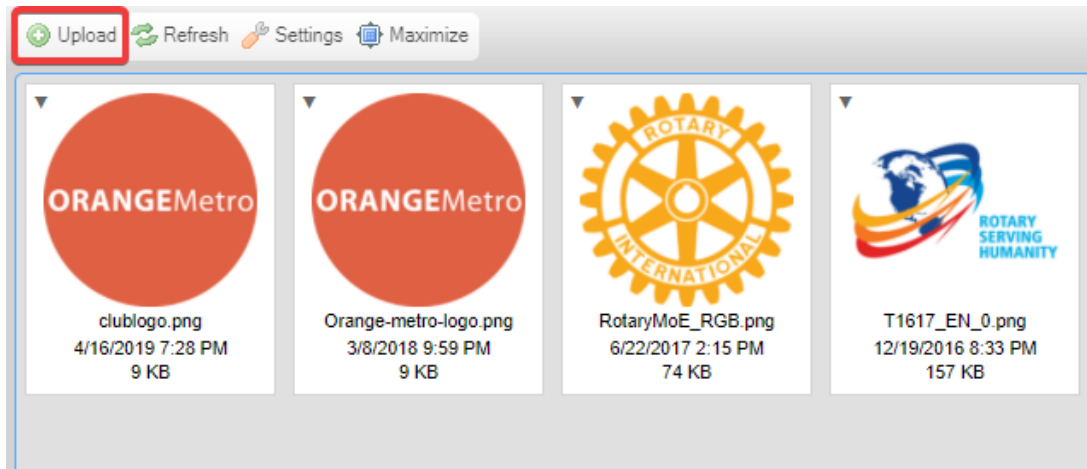 Upload Refresh Settings Maximize
ORANGEMetro
clublogo.png
4/16/2019 7:28 PM
9 KB
ORANGEMetro
Orange-metro-logo.png
3/8/2018 9:59 PM
9 KB
ROTARY
INTERNATIONAL
RotaryMoE_RGB.png
6/22/2017 2:15 PM
74 KB
ROTARY
SERVING
HUMANITY
T1617_EN_0.png
12/19/2016 8:33 PM
157 KB